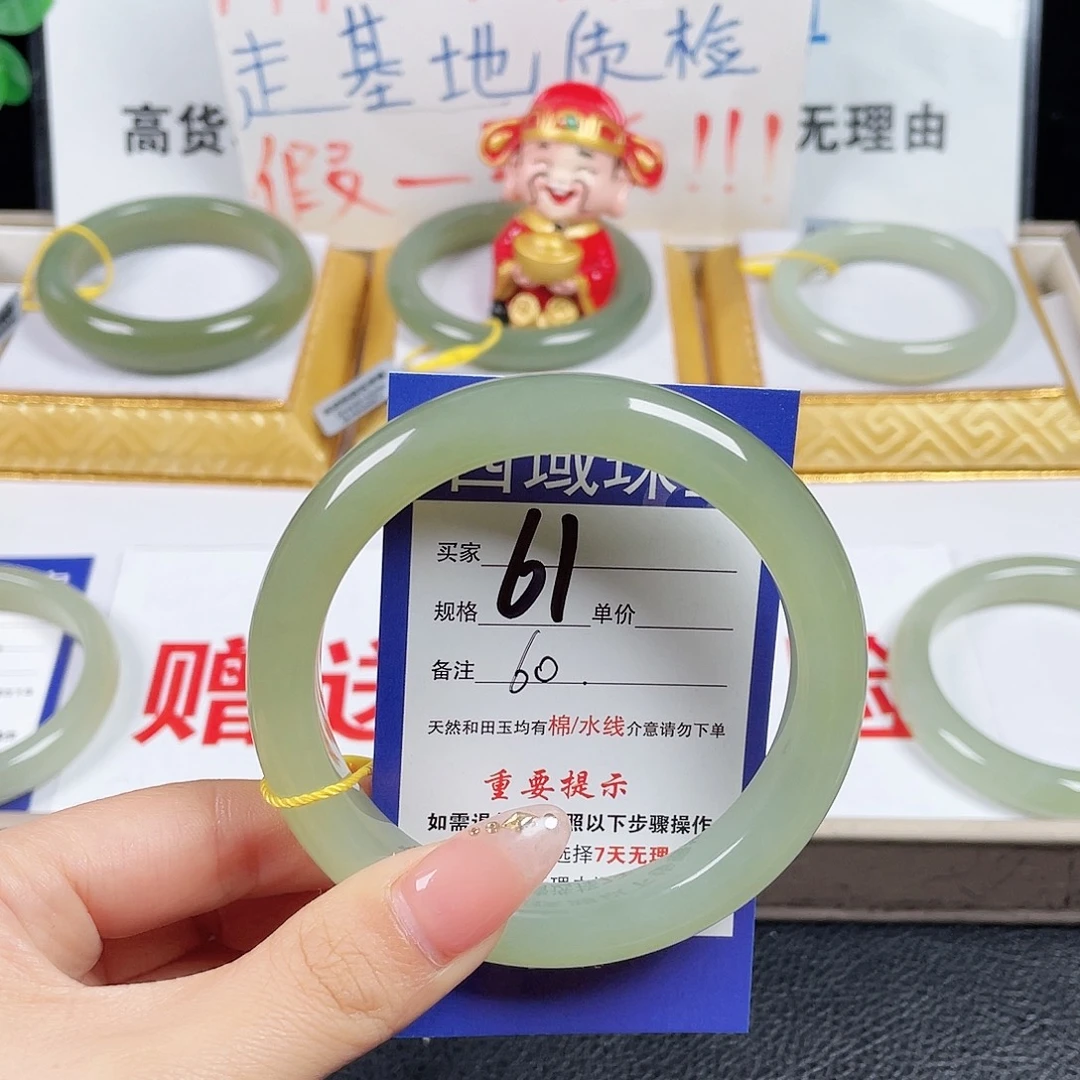 走基地质检
高货
无理由
假一
!!!
域珠
买家
61
规格
单价
备注 60.
天然和田玉均有棉/水线介意请勿下单
赠送
重要提示
如需
照以下步骤操作
选择7天无理